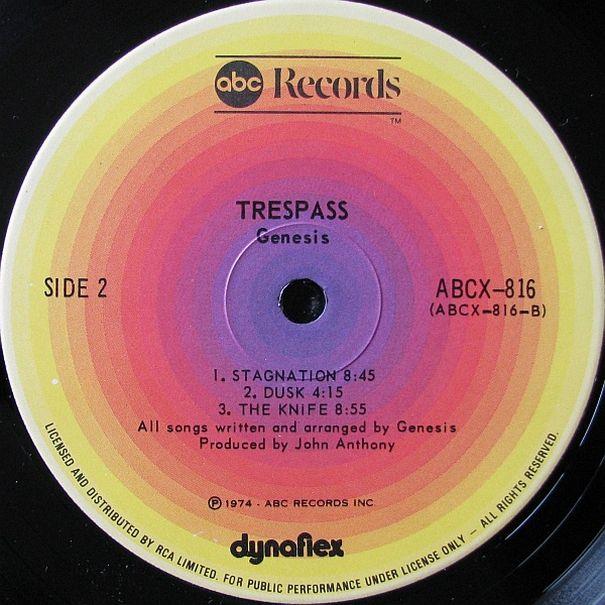 abc Records
TM
TRESPASS
Genesis
SIDE 2
ABCX-816
(ABCX-816-B)
1. STAGNATION 8:45
2. DUSK 4:15
3. THE KNIFE 8:55
All songs written and arranged by Genesis
Produced by John Anthony
Ⓟ 1974 - ABC RECORDS INC
dynaflex
LICENSED AND DISTRIBUTED BY RCA LIMITED. FOR PUBLIC PERFORMANCE UNDER LICENSE ONLY - ALL RIGHTS RESERVED.